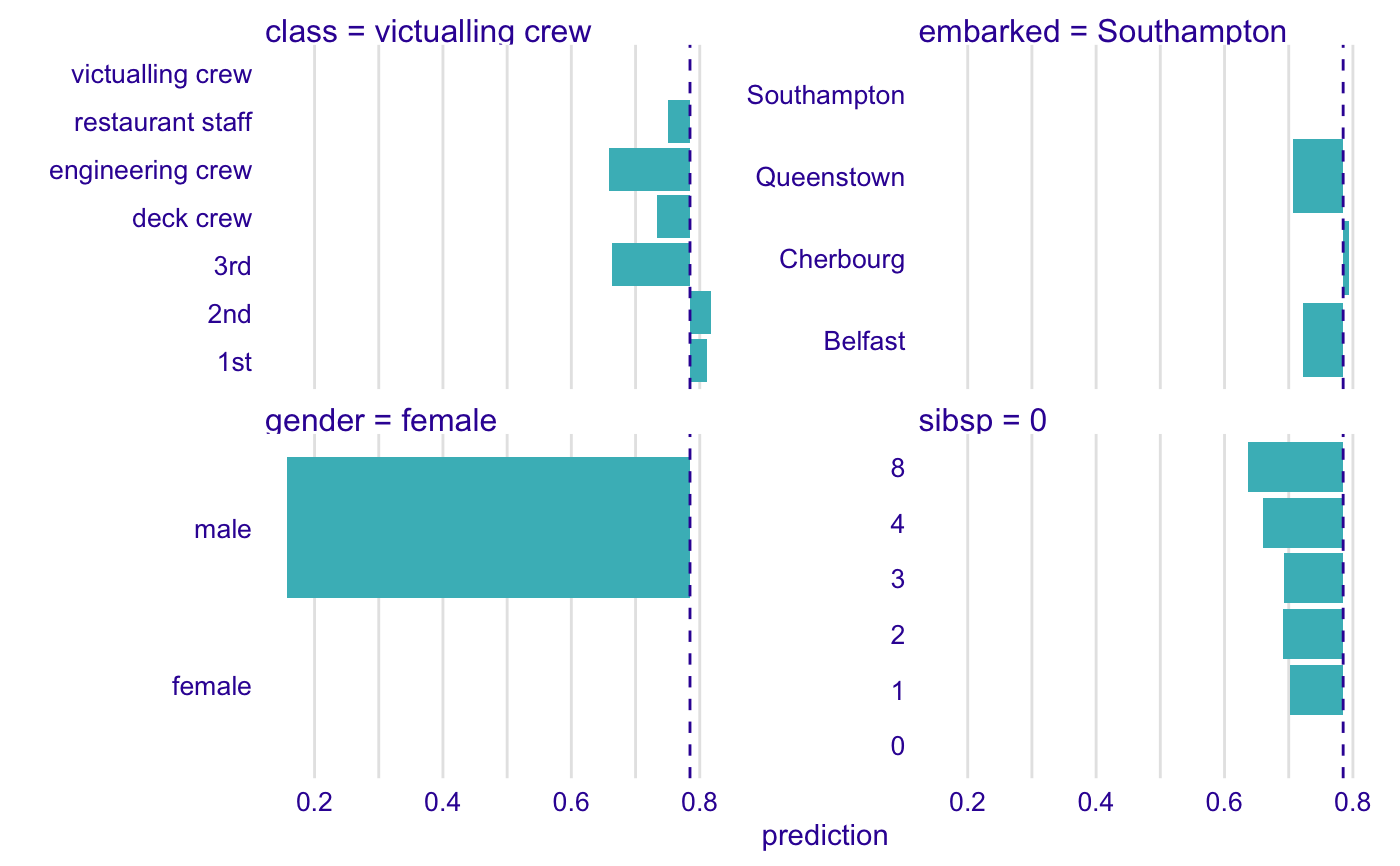 class = victualling crew
victualling crew
restaurant staff
engineering crew
deck crew
3rd
2nd
1st
embarked = Southampton
Southampton
Queenstown
Cherbourg
Belfast
gender = female
male
female
0.2 0.4 0.6 0.8
sibsp = 0
8
4
3
2
1
0
0.2 0.4 0.6 0.8
prediction